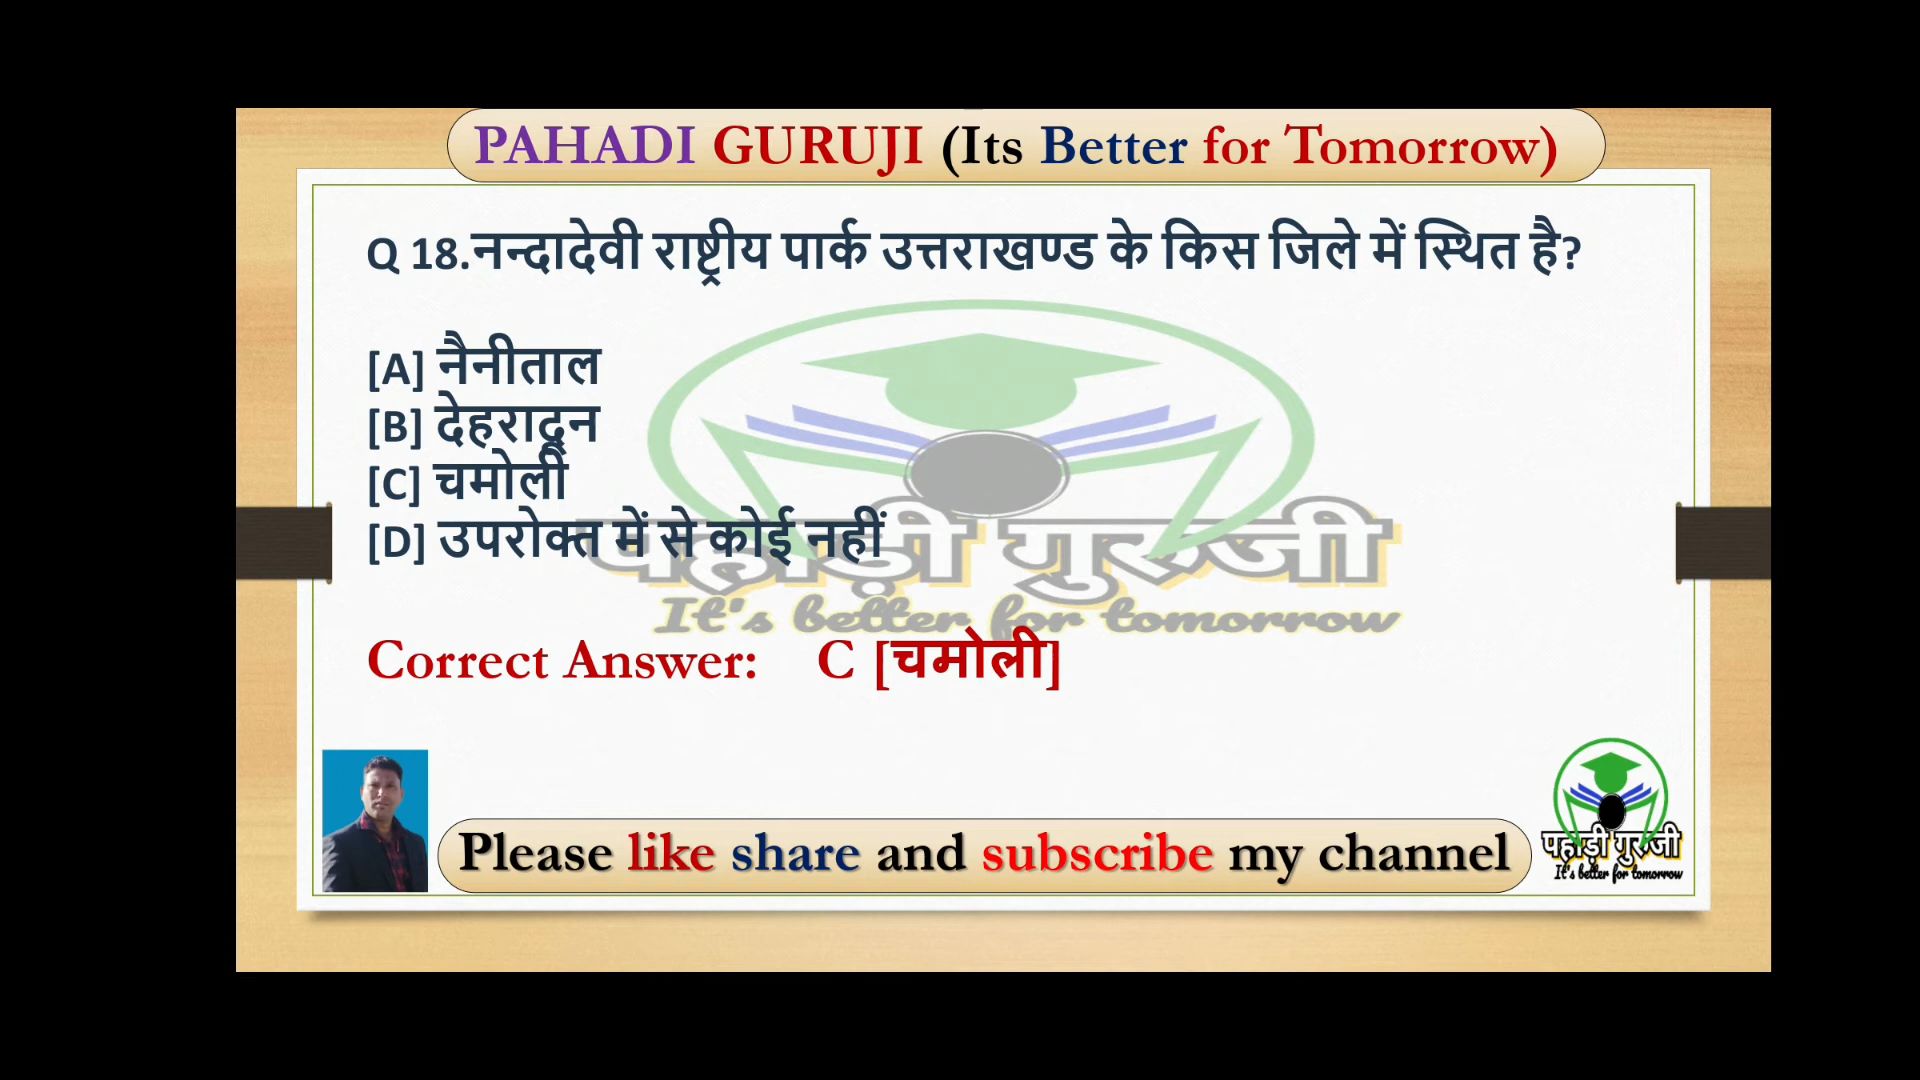 PAHADI GURUJI (Its Better for Tomorrow)
Q 18.नन्दादेवी राष्ट्रीय पार्क उत्तराखण्ड के किस जिले में स्थित है?
[A] नैनीताल
[B] देहरादून
[C] चमोली
[D] उपरोक्त में से कोई नहीं
पहाड़ी गुरुजी
It's better for tomorrow
Correct Answer: C [चमोली]
Please like share and subscribe my channel
पहाड़ी गुरुजी
It's better for tomorrow